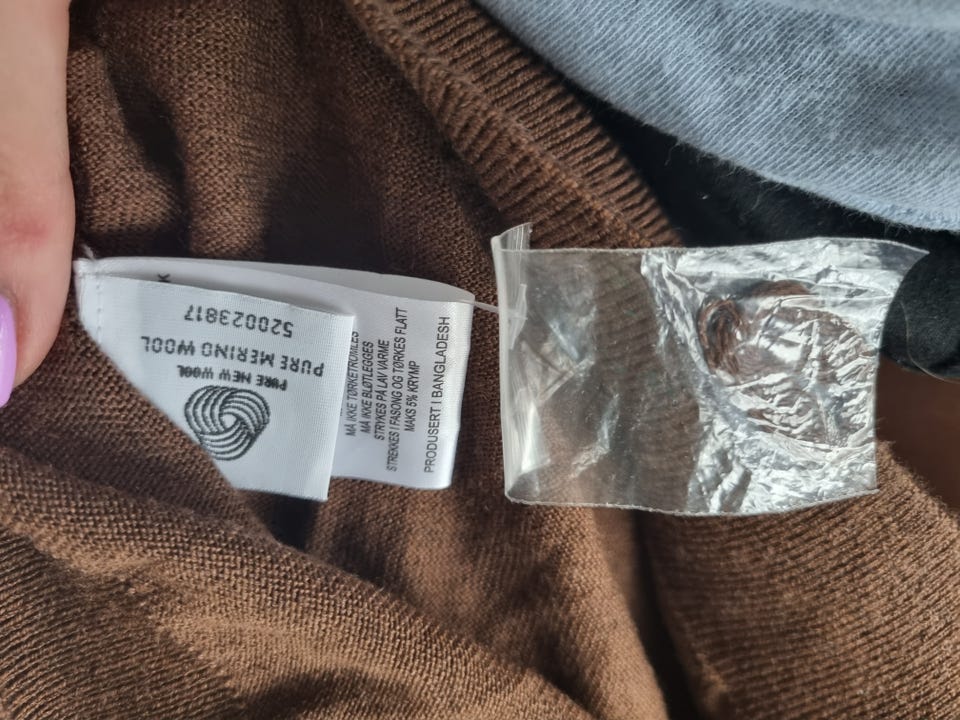 PURE NEW WOOL
PURE MERINO WOOL
520023817
MÅ IKKE TØRKETROMLES
MÅ IKKE BLØTLEGGES
STRYKES PÅ LAV VARME
STREKKES I FASONG OG TØRKES FLATT
MAKS 5% KRYMP
PRODUSERT I BANGLADESH